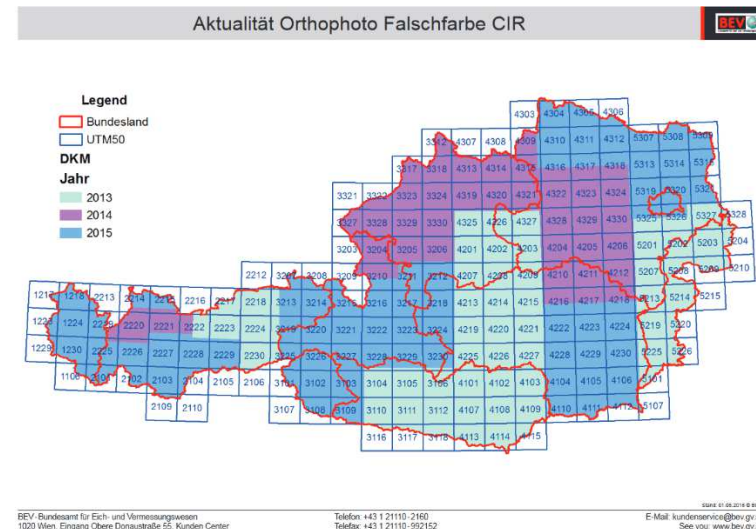 Aktualität Orthophoto Falschfarbe CIR
BEV
Legend
Bundesland
UTM50
DKM
Jahr
2013
2014
2015
4303 4304 4305 4306
3312 4307 4308 4309 4310 4311 4312 5307 5308 5309
3317 3318 4313 4314 4315 4316 4317 4318 5313 5314 5315
3321 3322 3323 3324 4319 4320 4321 4322 4323 4324 5319 5320 5321
3327 3328 3329 3330 4325 4326 4327 4328 4329 4330 5325 5326 5327 5328
3203 3204 3205 3206 4201 4202 4203 4204 4205 4206 5201 5202 5203 5204
2212 3207 3208 3209 3210 3211 3212 4207 4208 4209 4210 4211 4212 5207 5208 5209 5210
1217 1218 2213 2214 2215 2216 2217 2218 3213 3214 3215 3216 3217 3218 4213 4214 4215 4216 4217 4218 5213 5214 5215
1223 1224 2219 2220 2221 2222 2223 2224 3219 3220 3221 3222 3223 3224 4219 4220 4221 4222 4223 4224 5219 5220
1229 1230 2225 2226 2227 2228 2229 2230 3225 3226 3227 3228 3229 3230 4225 4226 4227 4228 4229 4230 5225 5226
1106 2101 2102 2103 2104 2105 2106 3101 3102 3103 3104 3105 3106 4101 4102 4103 4104 4105 4106 5101
2109 2110 3107 3108 3109 3110 3111 3112 4107 4108 4109 4110 4111 4112 5107
3116 3117 3118 4113 4114 4115
BEV-Bundesamt für Eich- und Vermessungswesen
1020 Wien, Eingang Obere Donaustraße 55, Kunden Center
Telefon: +43 1 21110-2160
Telefax: +43 1 21110-992152
E-Mail: kundenservice@bev.gv.
See you: www.bev.gv.